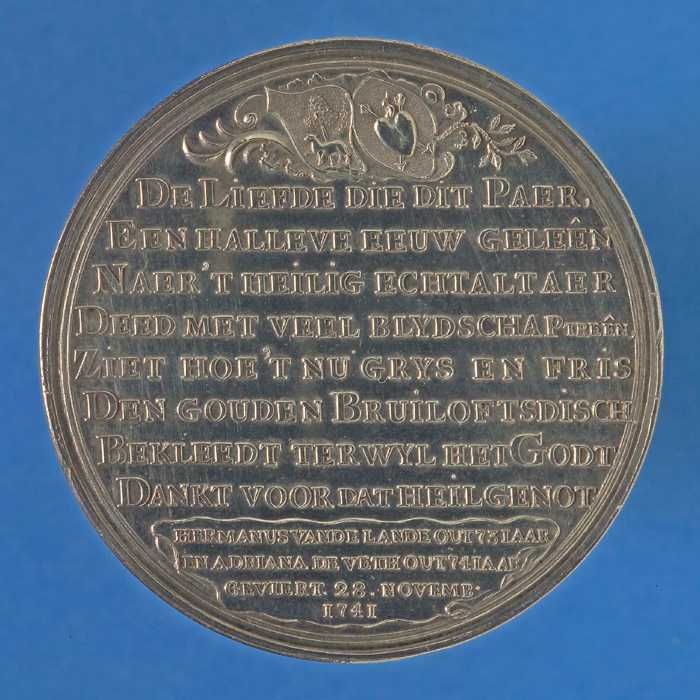 DE LIEFDE DIE DIT PAER,
EEN HALLEVE EEUW GELEÊN
NAER'T HEILIG ECHTALTAER
DEED MET VEEL BLYDSCHAP TREÊN,
ZIET HOE'T NU GRYS EN FRIS
DEN GOUDEN BRUILOFTSDISCH
BEKLEEDT TERWYL HET GODT
DANKT VOOR DAT HEILGENOT
HERMANUS VANDE LANDE OUT 73 IAAR
EN ADRIANA DE VETH OUT 74 IAAR
GEVIERT. 28. NOVEMB.
1741